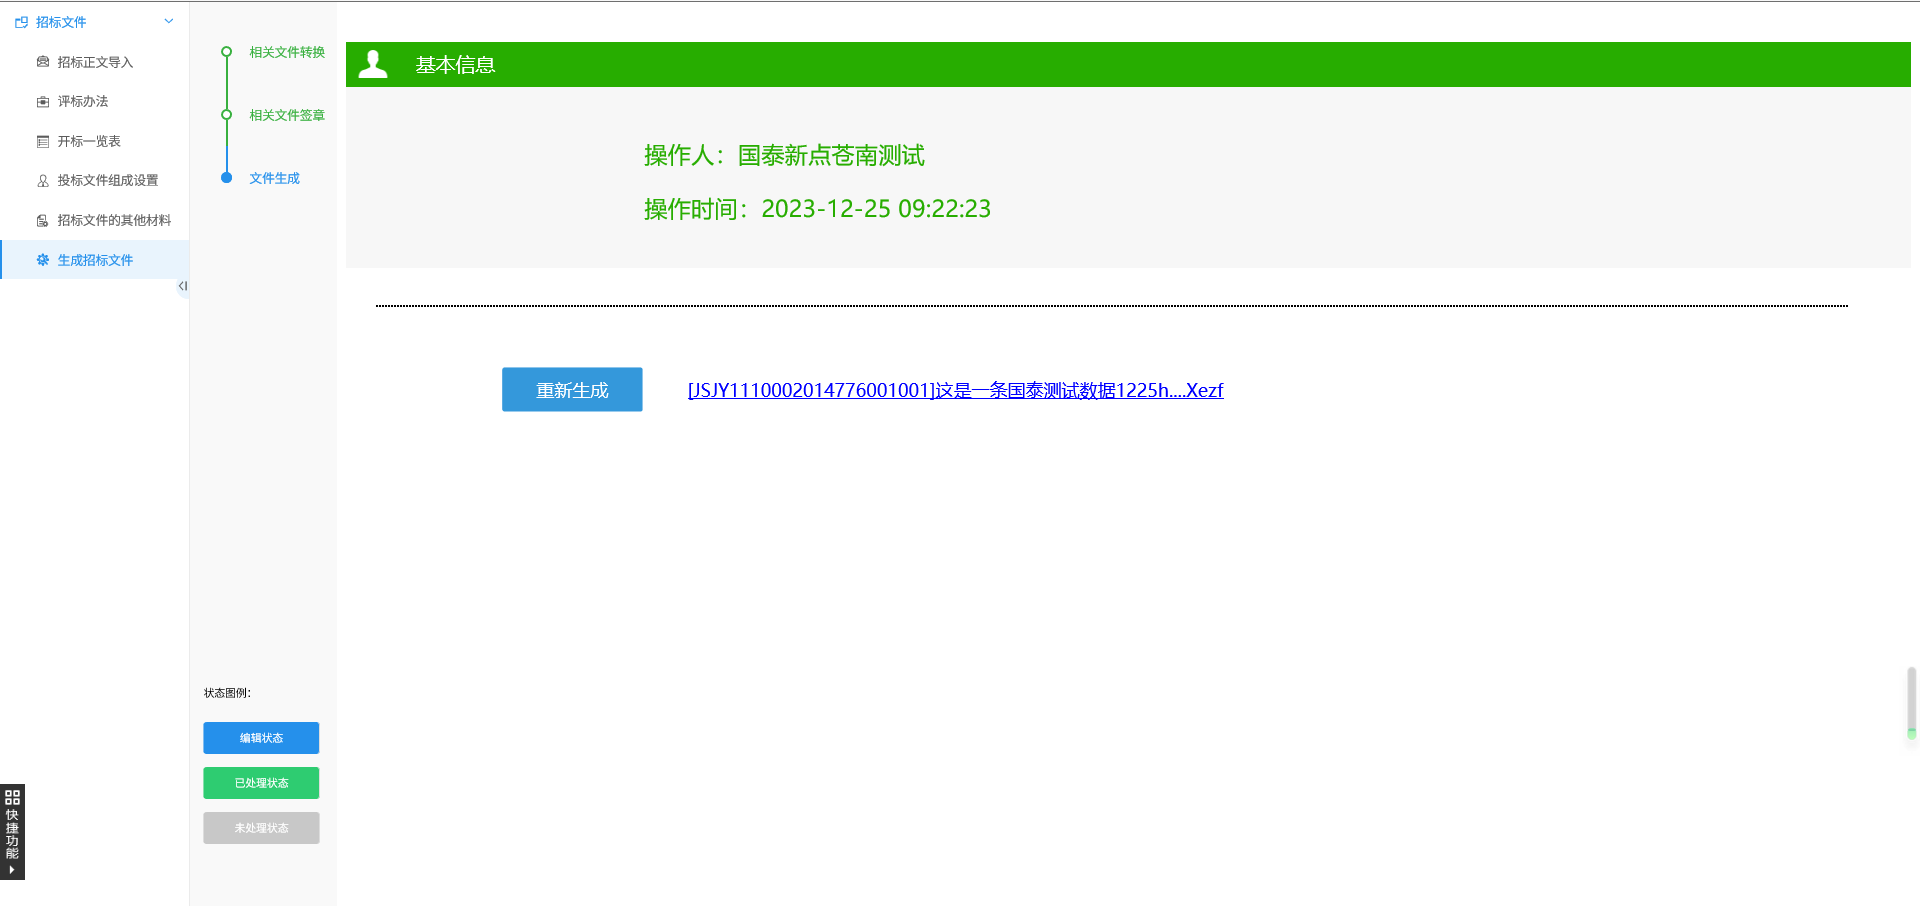 招标文件
招标正文导入
评标办法
开标一览表
投标文件组成设置
招标文件的其他材料
生成招标文件
相关文件转换
相关文件签章
文件生成
状态图例：
编辑状态
已处理状态
未处理状态
快捷功能
基本信息
操作人：国泰新点苍南测试
操作时间：2023-12-25 09:22:23
重新生成
[JSJY1110002014776001001]这是一条国泰测试数据1225h....Xezf